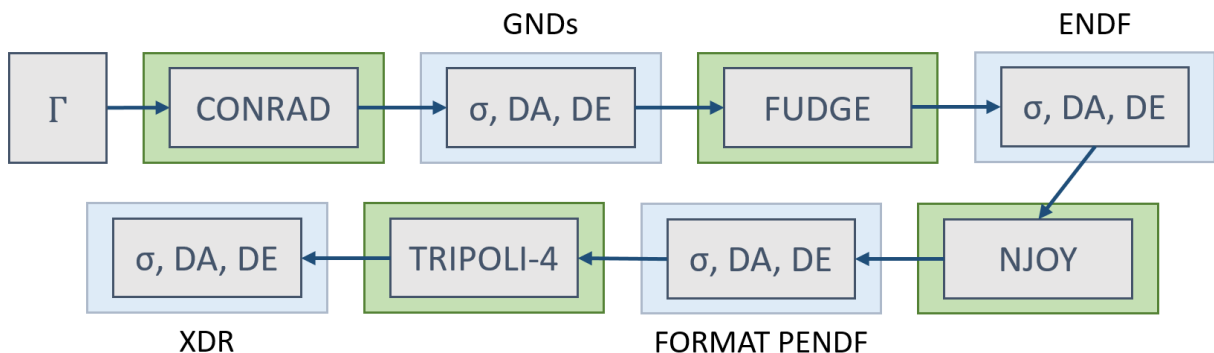 GNDs
ENDF
Γ
CONRAD
σ, DA, DE
FUDGE
σ, DA, DE
σ, DA, DE
TRIPOLI-4
σ, DA, DE
NJOY
XDR
FORMAT PENDF